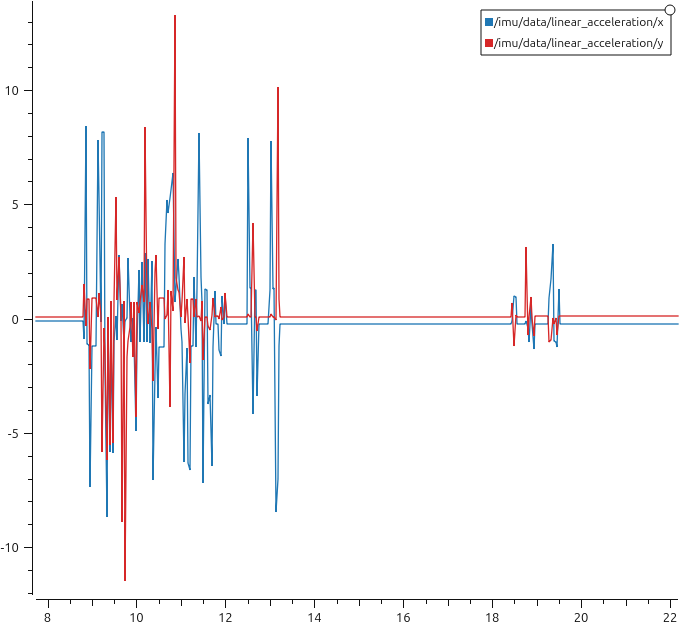 /imu/data/linear_acceleration/x
/imu/data/linear_acceleration/y
10
5
0
-5
-10
8 10 12 14 16 18 20 22